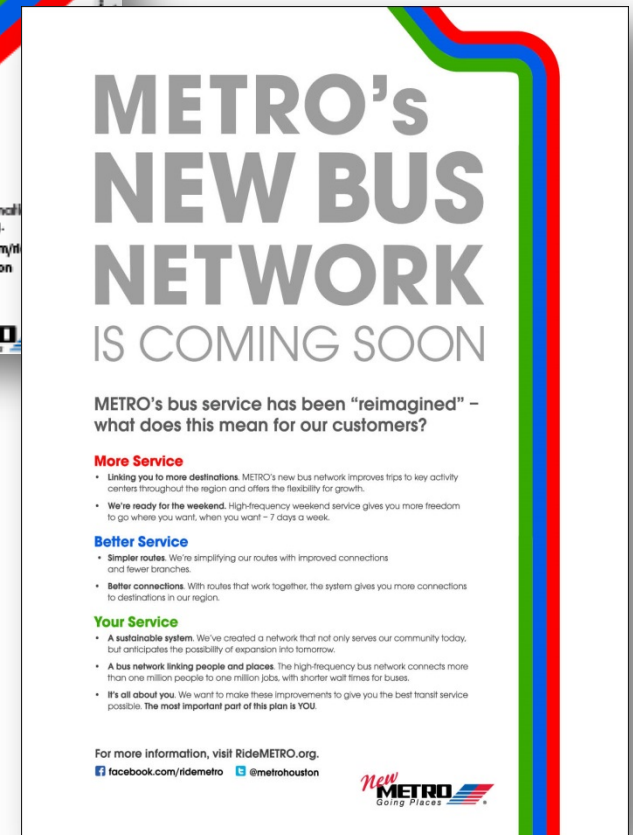 METRO's
NEW BUS
NETWORK
IS COMING SOON
METRO's bus service has been “reimagined” –
what does this mean for our customers?
More Service
• Linking you to more destinations. METRO's new bus network improves trips to key activity
centers throughout the region and offers the flexibility for growth.
• We're ready for the weekend. High-frequency weekend service gives you more freedom
to go where you want, when you want – 7 days a week.
Better Service
• Simpler routes. We're simplifying our routes with improved connections
and fewer branches.
• Better connections. With routes that work together, the system gives you more connections
to destinations in our region.
Your Service
• A sustainable system. We've created a network that not only serves our community today,
but anticipates the possibility of expansion into tomorrow.
• A bus network linking people and places. The high-frequency bus network connects more
than one million people to one million jobs, with shorter wait times for buses.
• It's all about you. We want to make these improvements to give you the best transit service
possible. The most important part of this plan is YOU.
For more information, visit RideMETRO.org.
facebook.com/ridemetro @metrohouston
New
METRO
Going Places